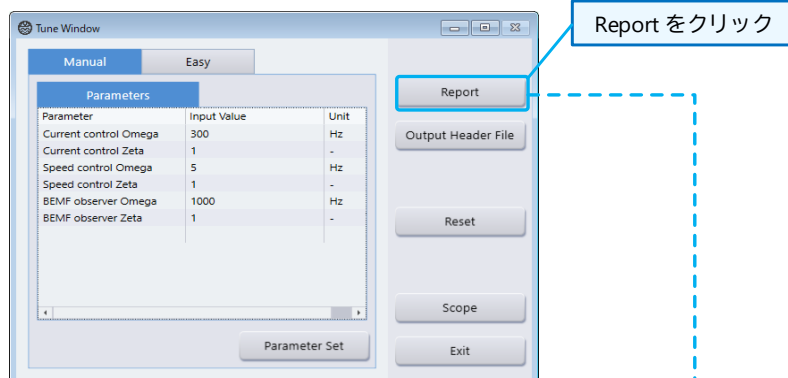 Tune Window
Report をクリック
Manual Easy
Parameters
Parameter Input Value Unit
Current control Omega 300 Hz
Current control Zeta 1 -
Speed control Omega 5 Hz
Speed control Zeta 1 -
BEMF observer Omega 1000 Hz
BEMF observer Zeta 1 -
Parameter Set
Report
Output Header File
Reset
Scope
Exit